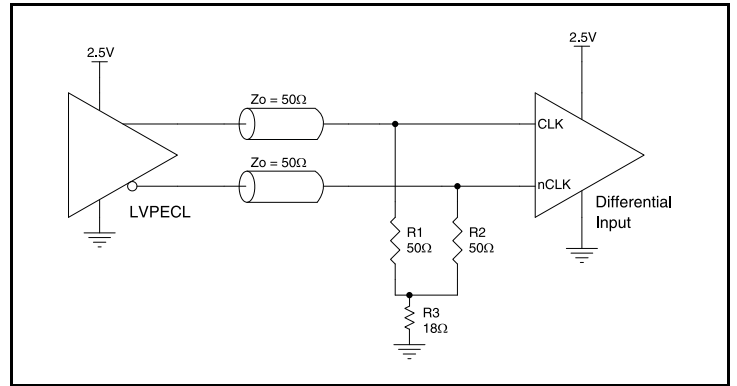 2.5V
2.5V
Zo = 50Ω
CLK
Zo = 50Ω
nCLK
LVPECL
Differential
Input
R1
50Ω
R2
50Ω
R3
18Ω